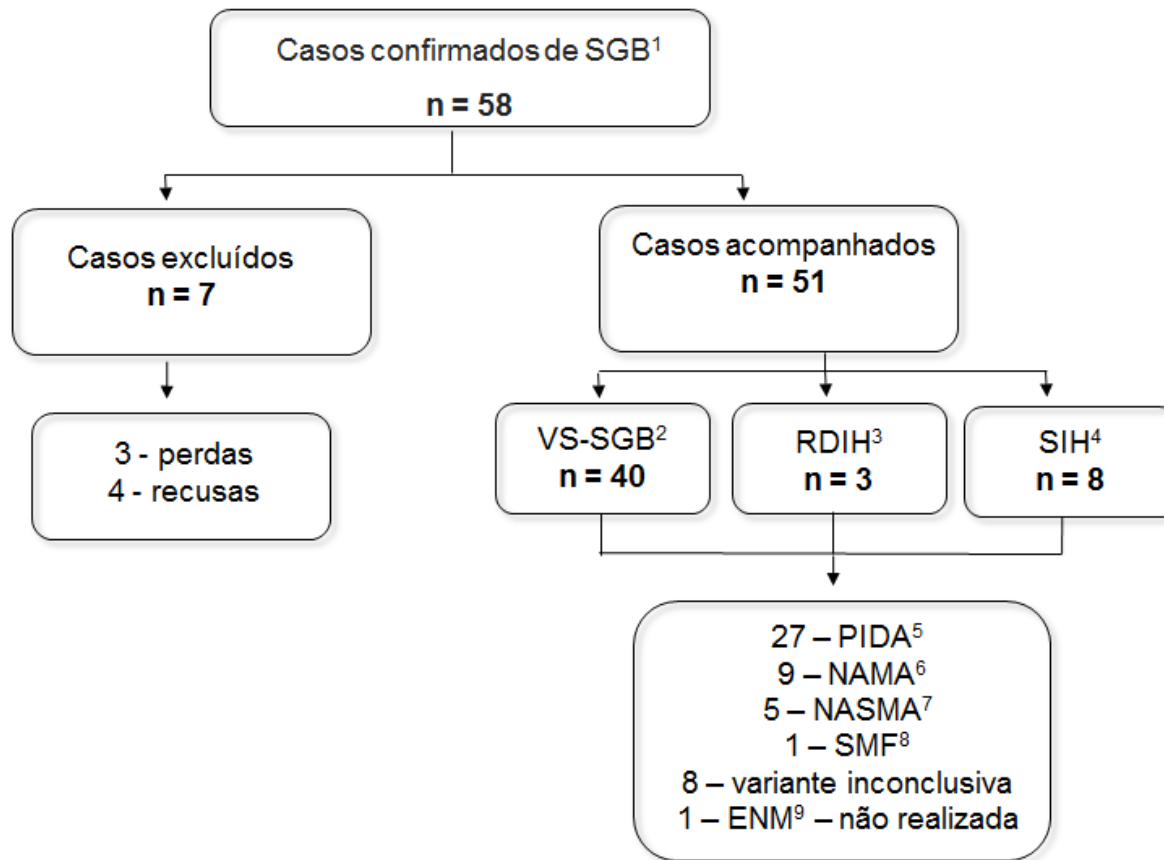 Casos confirmados de SGB¹
n = 58
Casos excluídos
n = 7
Casos acompanhados
n = 51
3 - perdas
4 - recusas
VS-SGB²
n = 40
RDIH³
n = 3
SIH⁴
n = 8
27 – PIDA⁵
9 – NAMA⁶
5 – NASMA⁷
1 – SMF⁸
8 – variante inconclusiva
1 – ENM⁹ – não realizada